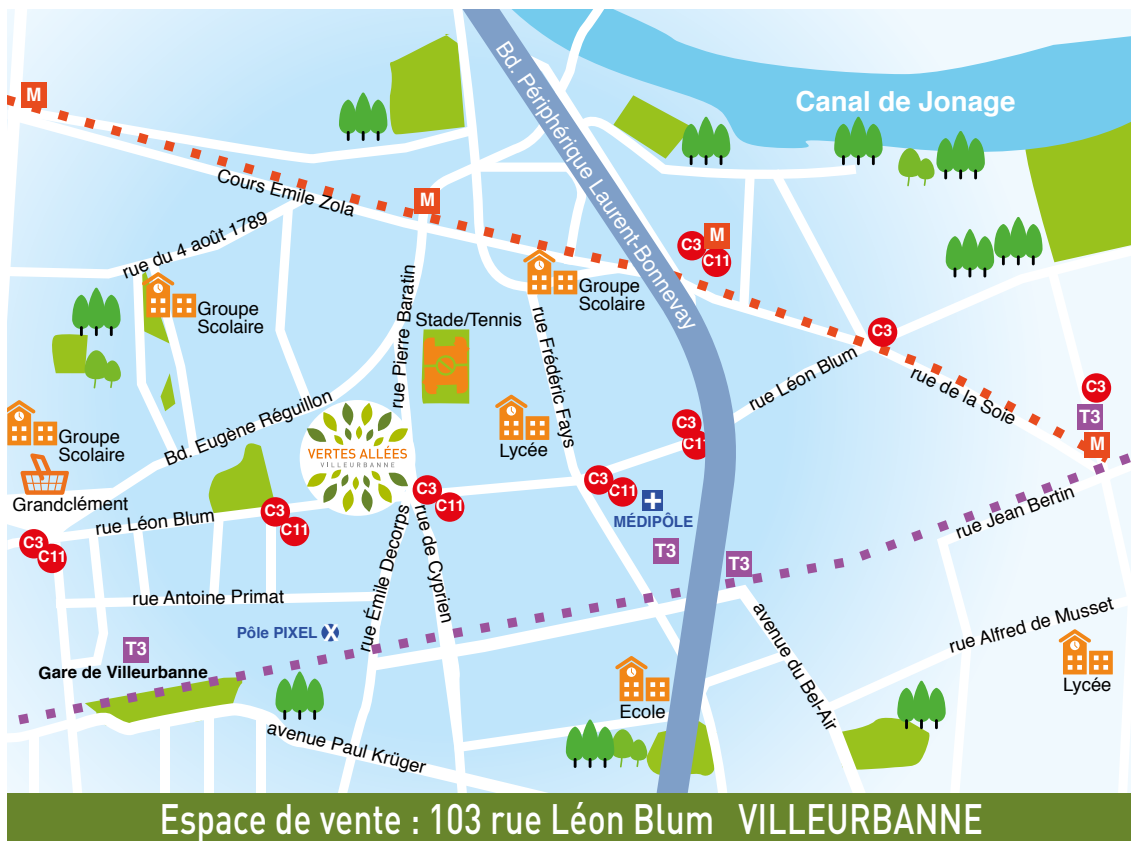 Bd. Périphérique Laurent-Bonnevay
Canal de Jonage
M
Cours Emile Zola
M
rue du 4 août 1789
M
C3
C11
Groupe
Scolaire
Groupe
Scolaire
rue Pierre Baratin
Stade/Tennis
rue Frédéric Fays
C3
rue Léon Blum
rue de la Soie
C3
T3
M
Groupe
Scolaire
Bd. Eugène Réguillon
VERTES ALLÉES
VILLEURBANNE
Lycée
C3
C11
Grandclément
rue Léon Blum
C3
C11
C3
C11
C3
C11
C3
C11
MÉDIPÔLE
rue Jean Bertin
T3
T3
rue Émile Decorps
rue de Cyprien
rue Antoine Primat
Pôle PIXEL
T3
Gare de Villeurbanne
avenue du Bel-Air
rue Alfred de Musset
Lycée
Ecole
avenue Paul Krüger
Espace de vente : 103 rue Léon Blum VILLEURBANNE